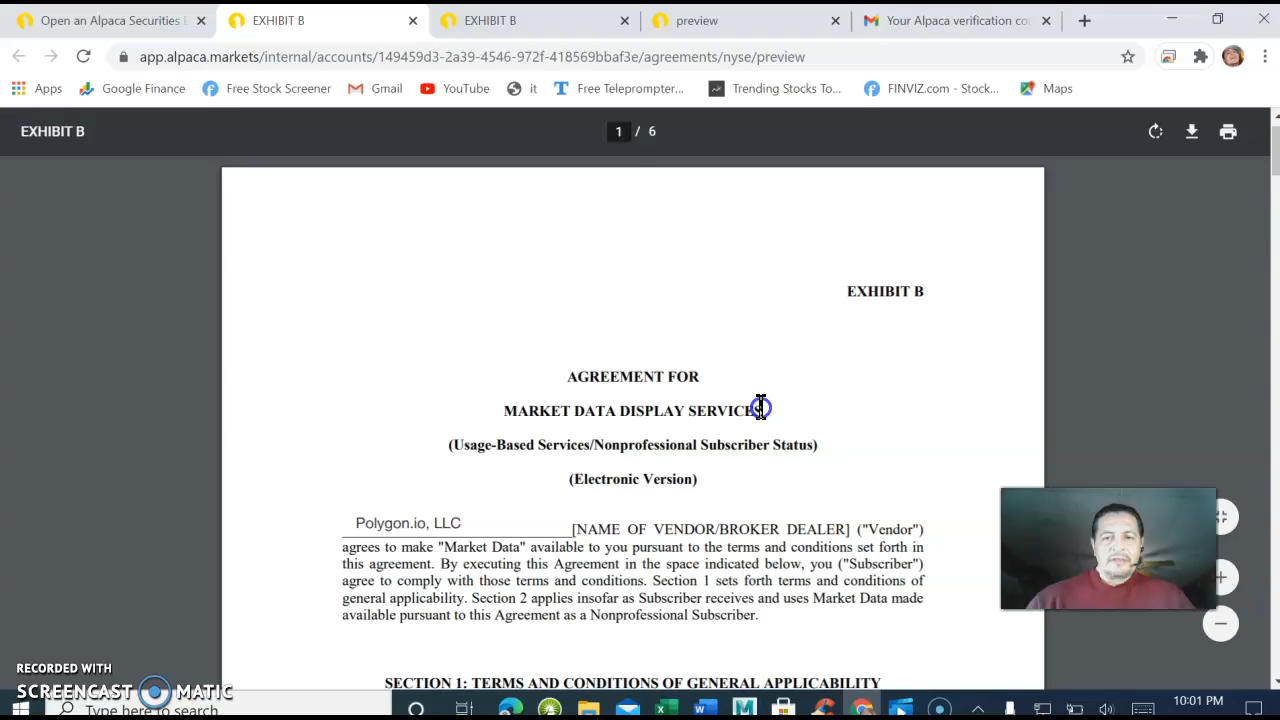 Open an Alpaca Securities
EXHIBIT B
EXHIBIT B
preview
Your Alpaca verification co
app.alpaca.markets/internal/accounts/149459d3-2a39-4546-972f-418569bbaf3e/agreements/nyse/preview
Apps
Google Finance
Free Stock Screener
Gmail
YouTube
it
Free Teleprompter...
Trending Stocks To...
FINVIZ.com - Stock...
Maps
EXHIBIT B
1 / 6
EXHIBIT B
AGREEMENT FOR
MARKET DATA DISPLAY SERVICES
(Usage-Based Services/Nonprofessional Subscriber Status)
(Electronic Version)
Polygon.io, LLC [NAME OF VENDOR/BROKER DEALER] ("Vendor")
agrees to make "Market Data" available to you pursuant to the terms and conditions set forth in
this agreement. By executing this Agreement in the space indicated below, you ("Subscriber")
agree to comply with those terms and conditions. Section 1 sets forth terms and conditions of
general applicability. Section 2 applies insofar as Subscriber receives and uses Market Data made
available pursuant to this Agreement as a Nonprofessional Subscriber.
SECTION 1: TERMS AND CONDITIONS OF GENERAL APPLICABILITY
RECORDED WITH
SCREENCAST MATIC
Type here to search
10:01 PM